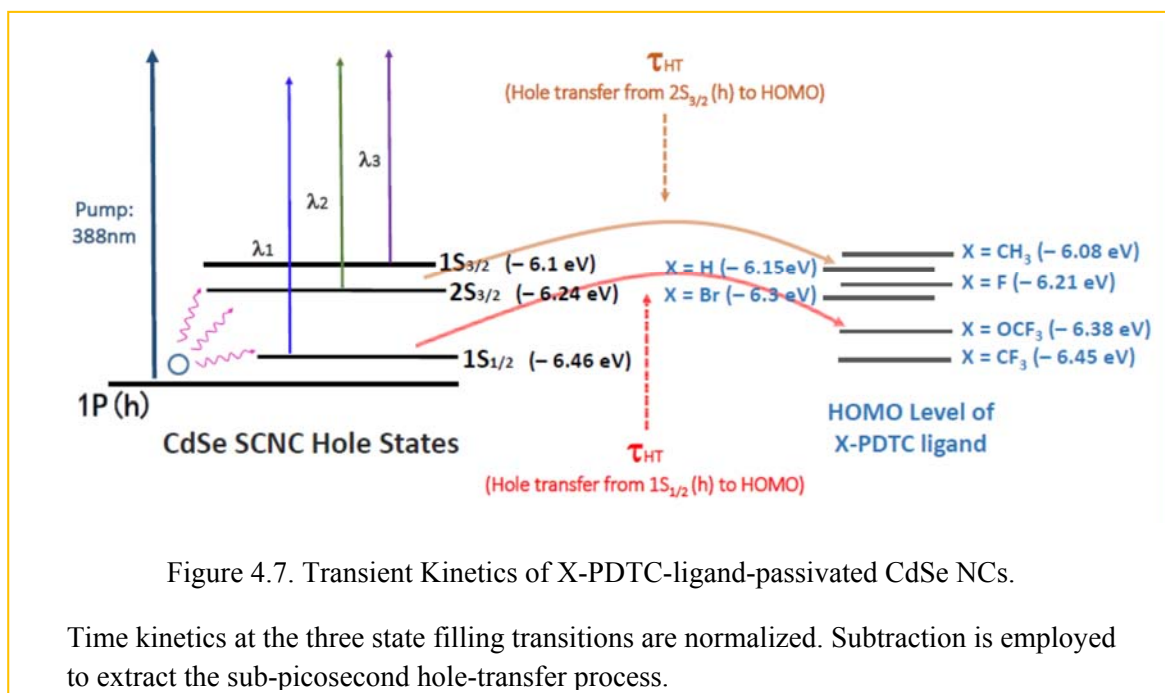 τHT
(Hole transfer from 2S3/2(h) to HOMO)
Pump:
388nm
λ1
λ2
λ3
1S3/2 (– 6.1 eV)
2S3/2 (– 6.24 eV)
1S1/2 (– 6.46 eV)
1P (h)
CdSe SCNC Hole States
X = H (– 6.15eV)
X = Br (– 6.3 eV)
X = CH3 (– 6.08 eV)
X = F (– 6.21 eV)
X = OCF3 (– 6.38 eV)
X = CF3 (– 6.45 eV)
HOMO Level of
X-PDTC ligand
τHT
(Hole transfer from 1S1/2(h) to HOMO)
Figure 4.7. Transient Kinetics of X-PDTC-ligand-passivated CdSe NCs.
Time kinetics at the three state filling transitions are normalized. Subtraction is employed
to extract the sub-picosecond hole-transfer process.